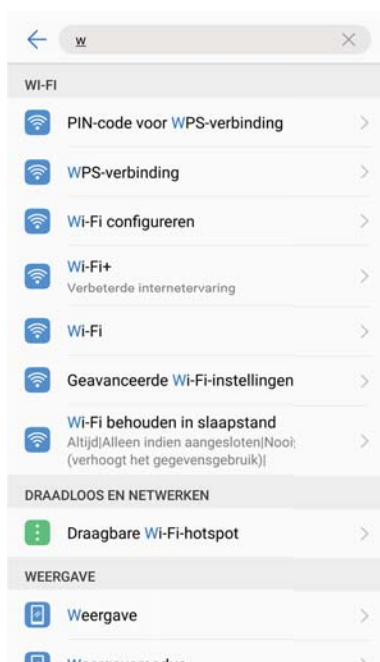 w
WI-FI
PIN-code voor WPS-verbinding
WPS-verbinding
Wi-Fi configureren
Wi-Fi+
Verbeterde internetervaring
Wi-Fi
Geavanceerde Wi-Fi-instellingen
Wi-Fi behouden in slaapstand
Altijd|Alleen indien aangesloten|Nooi
(verhoogt het gegevensgebruik)|
DRAADLOOS EN NETWERKEN
Draagbare Wi-Fi-hotspot
WEERGAVE
Weergave